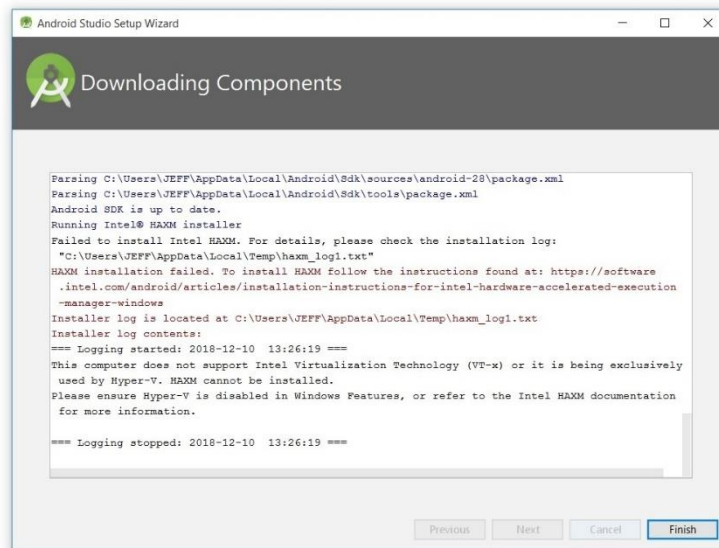 Android Studio Setup Wizard
Downloading Components
Parsing C:\Users\JEFF\AppData\Local\Android\Sdk\sources\android-28\package.xml
Parsing C:\Users\JEFF\AppData\Local\Android\Sdk\tools\package.xml
Android SDK is up to date.
Running Intel® HAXM installer
Failed to install Intel HAXM. For details, please check the installation log:
"C:\Users\JEFF\AppData\Local\Temp\haxm_log1.txt"
HAXM installation failed. To install HAXM follow the instructions found at: https://software
.intel.com/android/articles/installation-instructions-for-intel-hardware-accelerated-execution
-manager-windows
Installer log is located at C:\Users\JEFF\AppData\Local\Temp\haxm_log1.txt
Installer log contents:
=== Logging started: 2018-12-10 13:26:19 ===
This computer does not support Intel Virtualization Technology (VT-x) or it is being exclusively
used by Hyper-V. HAXM cannot be installed.
Please ensure Hyper-V is disabled in Windows Features, or refer to the Intel HAXM documentation
for more information.
=== Logging stopped: 2018-12-10 13:26:19 ===
Previous Next Cancel Finish